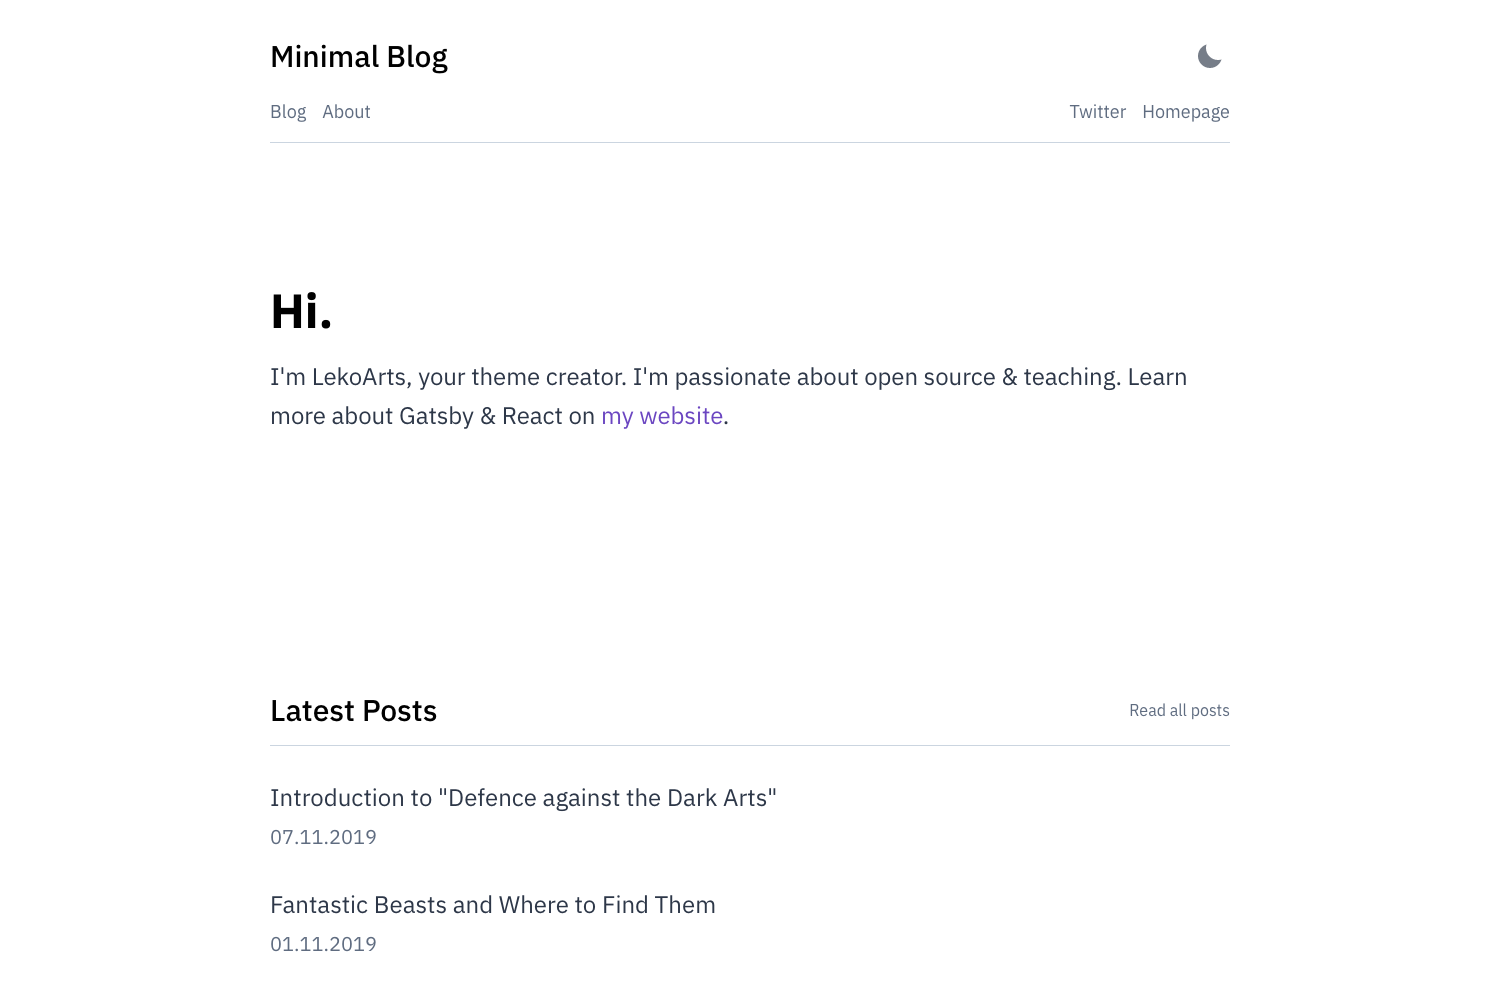 Minimal Blog
Blog About Twitter Homepage
Hi.
I'm LekoArts, your theme creator. I'm passionate about open source & teaching. Learn
more about Gatsby & React on my website.
Latest Posts Read all posts
Introduction to "Defence against the Dark Arts"
07.11.2019
Fantastic Beasts and Where to Find Them
01.11.2019